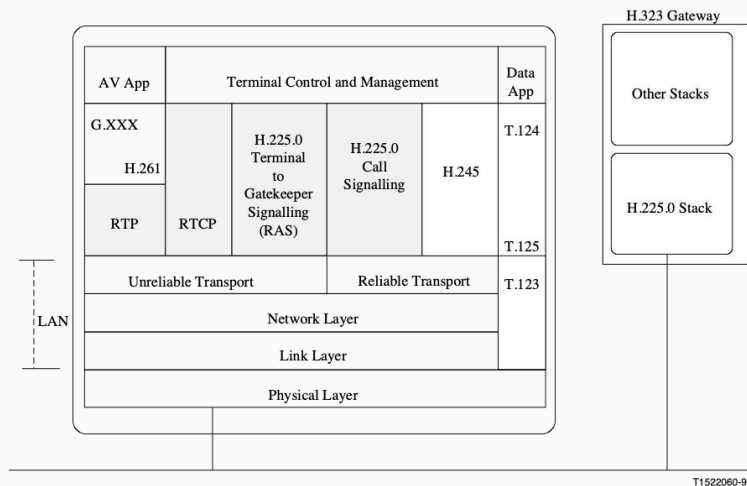 H.323 Gateway
AV App
Terminal Control and Management
Data
App
Other Stacks
G.XXX
H.261
RTP
RTCP
H.225.0
Terminal
to
Gatekeeper
Signalling
(RAS)
H.225.0
Call
Signalling
H.245
T.124
T.125
H.225.0 Stack
Unreliable Transport
Reliable Transport
T.123
LAN
Network Layer
Link Layer
Physical Layer
T1522060-9